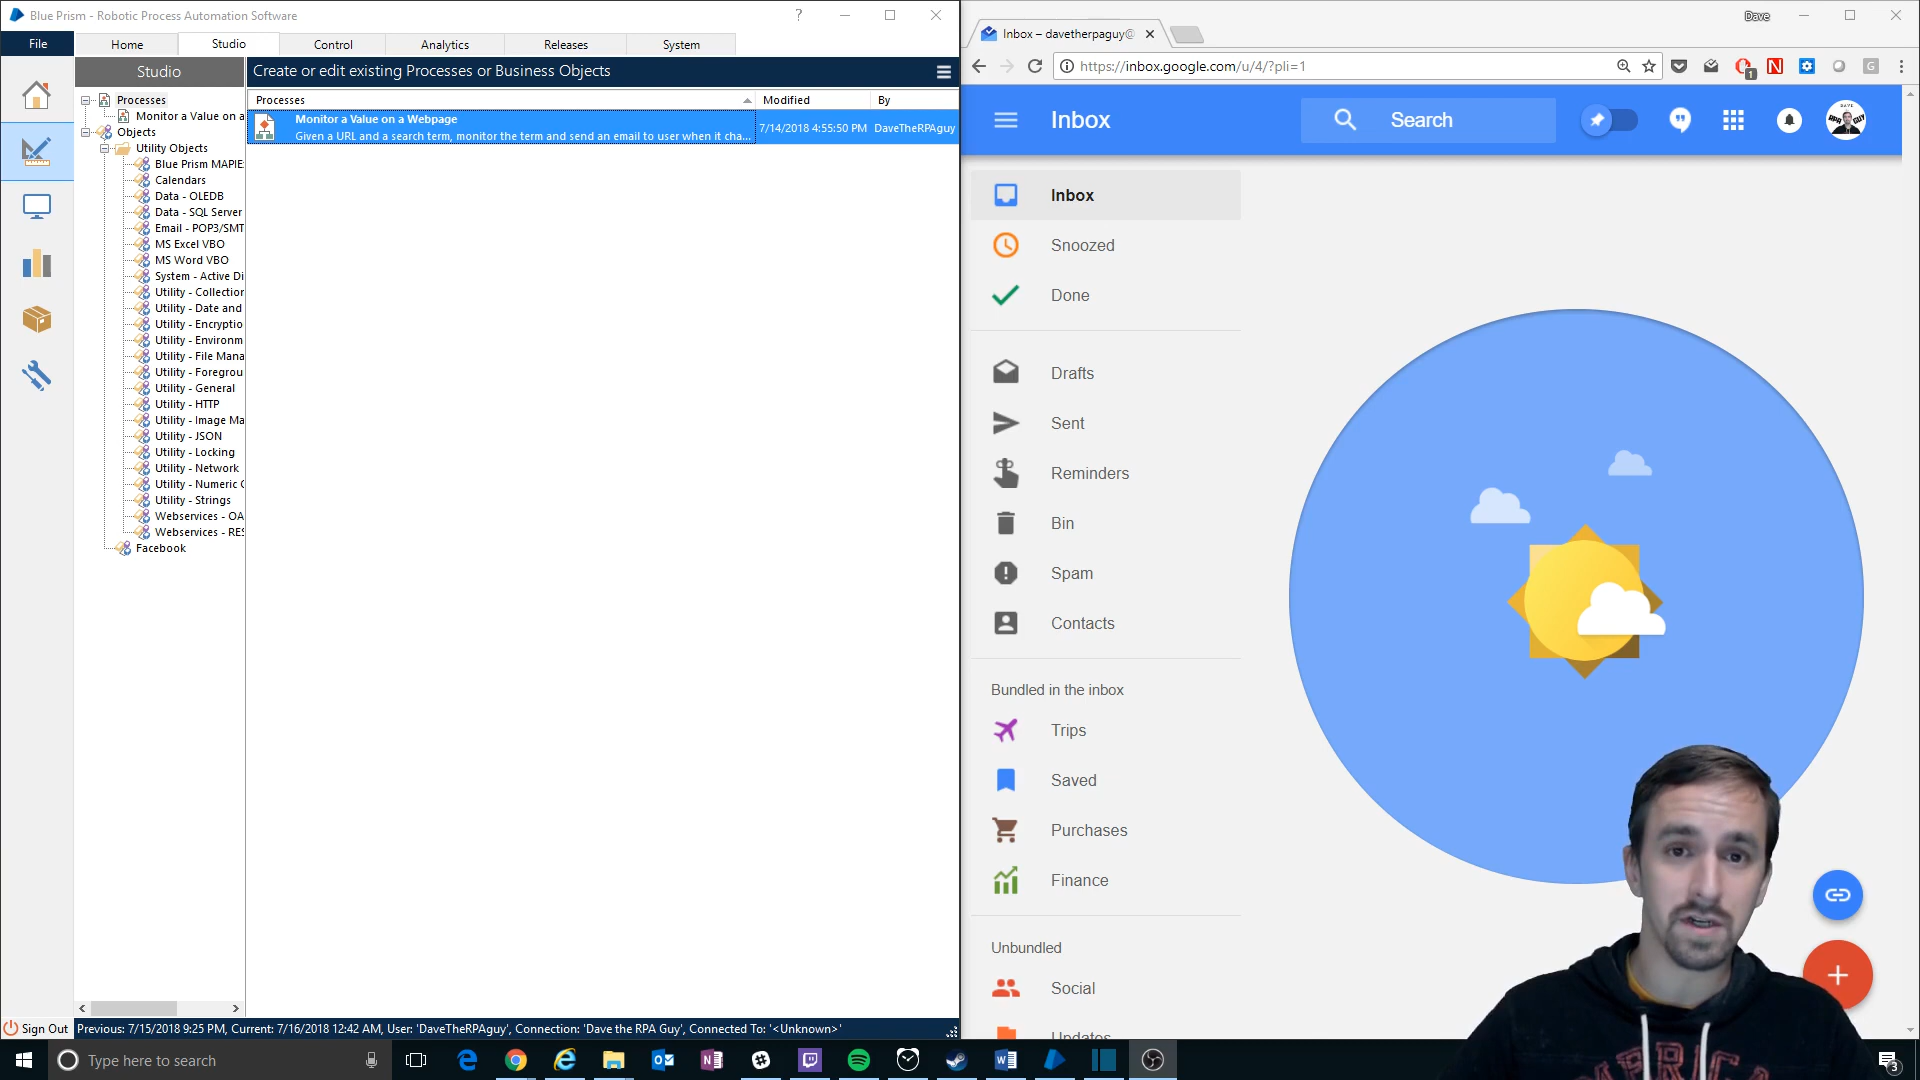 Blue Prism - Robotic Process Automation Software
?
File
Home
Studio
Control
Analytics
Releases
System
Studio
Create or edit existing Processes or Business Objects
Processes
Monitor a Value on a
Objects
Utility Objects
Blue Prism MAPIE
Calendars
Data - OLEDB
Data - SQL Server
Email - POP3/SMT
MS Excel VBO
MS Word VBO
System - Active Di
Utility - Collection
Utility - Date and
Utility - Encryptio
Utility - Environm
Utility - File Mana
Utility - Foregrou
Utility - General
Utility - HTTP
Utility - Image Ma
Utility - JSON
Utility - Locking
Utility - Network
Utility - Numeric
Utility - Strings
Webservices - OA
Webservices - RES
Facebook
Processes
Modified
By
Monitor a Value on a Webpage
Given a URL and a search term, monitor the term and send an email to user when it cha...
7/14/2018 4:55:50 PM
DaveTheRPAguy
Sign Out
Previous: 7/15/2018 9:25 PM, Current: 7/16/2018 12:42 AM, User: 'DaveTheRPAguy', Connection: 'Dave the RPA Guy', Connected To: '<Unknown>'
Dave
Inbox – davetherpaguy@
https://inbox.google.com/u/4/?pli=1
1
N
G
Inbox
Search
DAVE
RPA GUY
Inbox
Snoozed
Done
Drafts
Sent
Reminders
Bin
Spam
Contacts
Bundled in the inbox
Trips
Saved
Purchases
Finance
Unbundled
Social
Updates
Type here to search
3